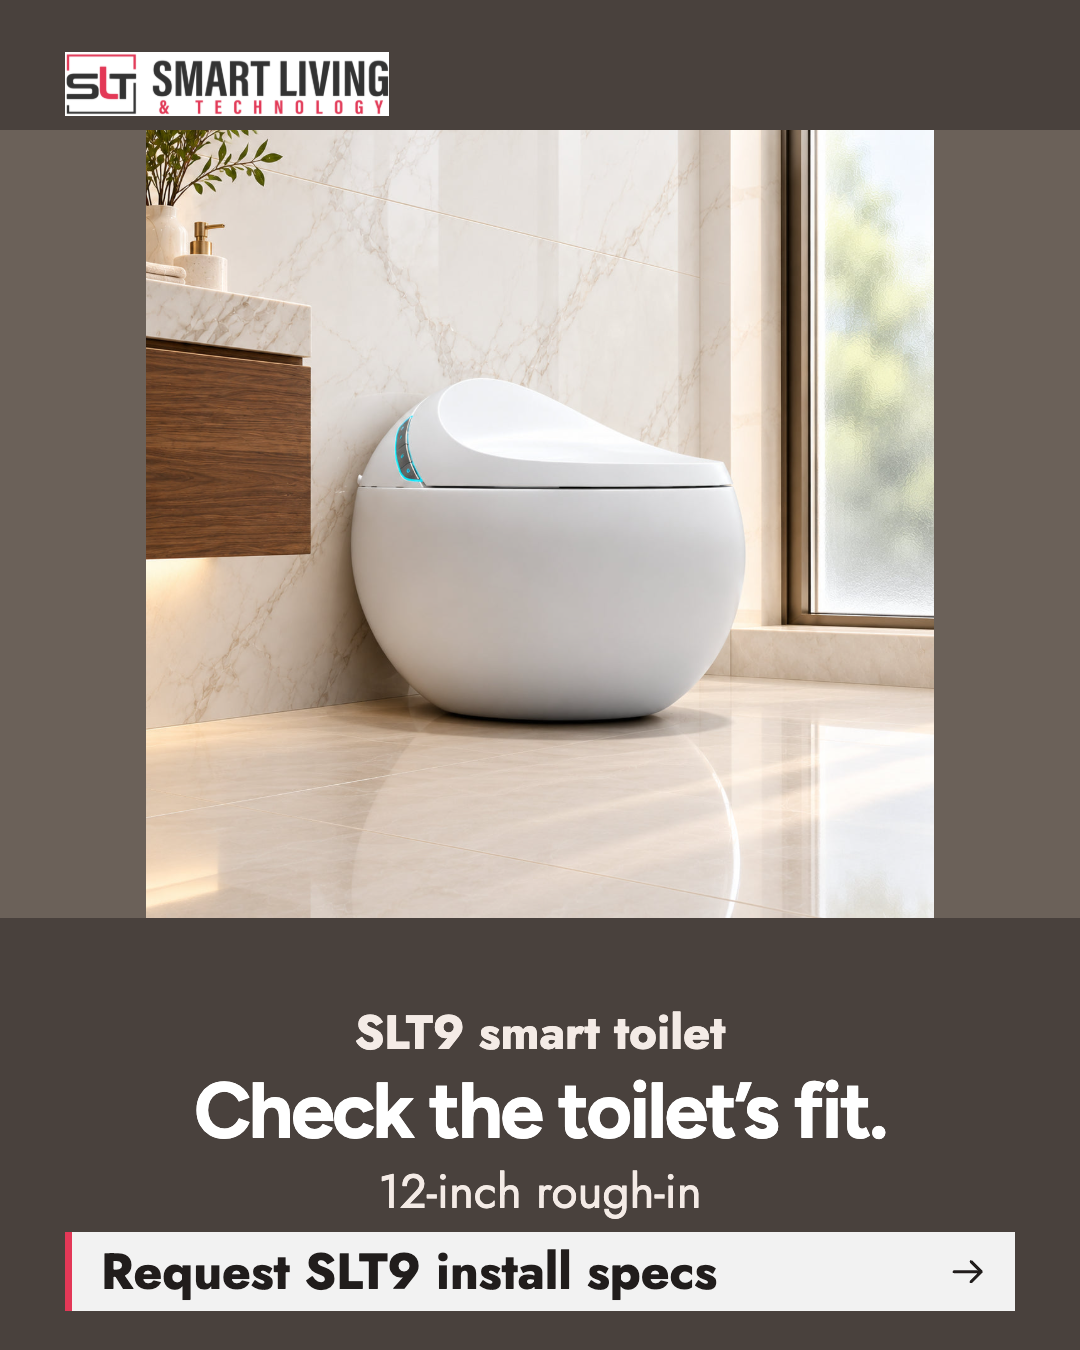 SLT SMART LIVING
& TECHNOLOGY
SLT9 smart toilet
Check the toilet's fit.
12-inch rough-in
Request SLT9 install specs →